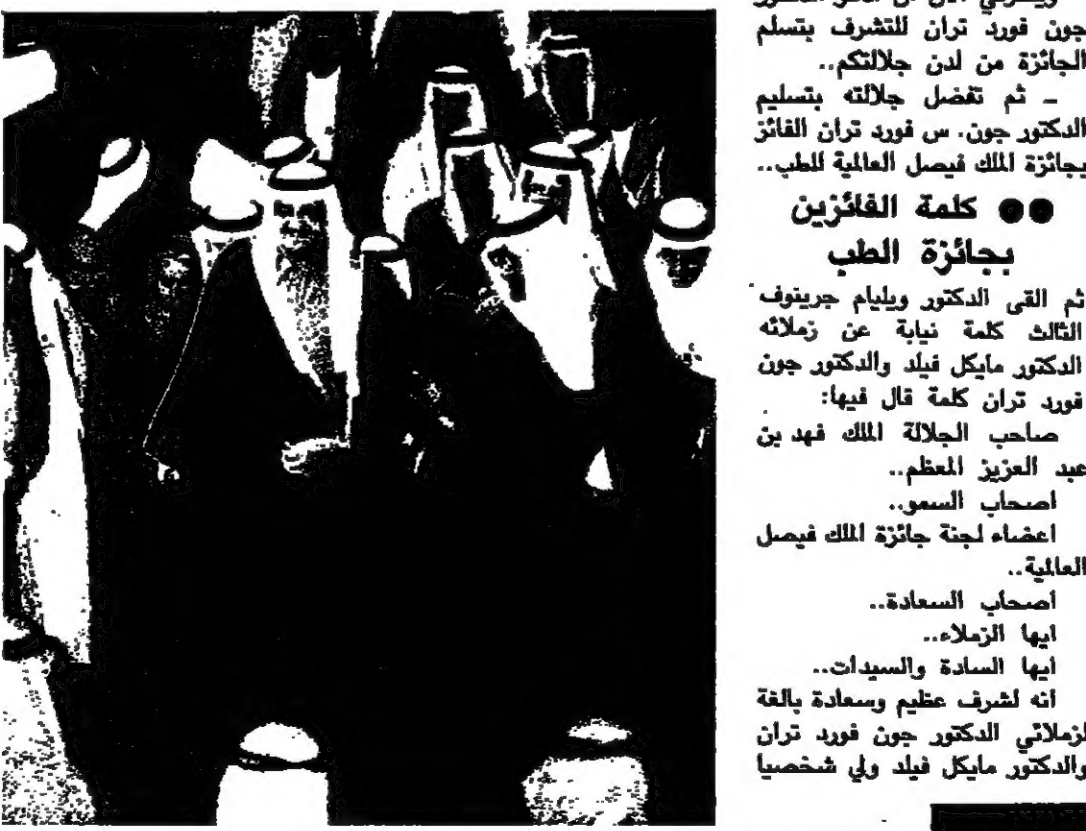 جون فورد تران للتشرف بتسلم
الجائزة من لدن جلالتكم..
ـ ثم تفضل جلالته بتسليم
الدكتور جون. س فورد تران الفائز
بجائزة الملك فيصل العالمية للطب..
●● كلمة الفائزين
بجائزة الطب
ثم القى الدكتور ويليام جرينوف
الثالث كلمة نيابة عن زملائه
الدكتور مايكل فيلد والدكتور جون
فورد تران كلمة قال فيها:
صاحب الجلالة الملك فهد بن
عبد العزيز المعظم..
اصحاب السمو..
اعضاء لجنة جائزة الملك فيصل
العالمية..
اصحاب السعادة..
ايها الزملاء..
ايها السادة والسيدات..
انه لشرف عظيم وسعادة بالغة
لزملائي الدكتور جون فورد تران
والدكتور مايكل فيلد ولي شخصيا